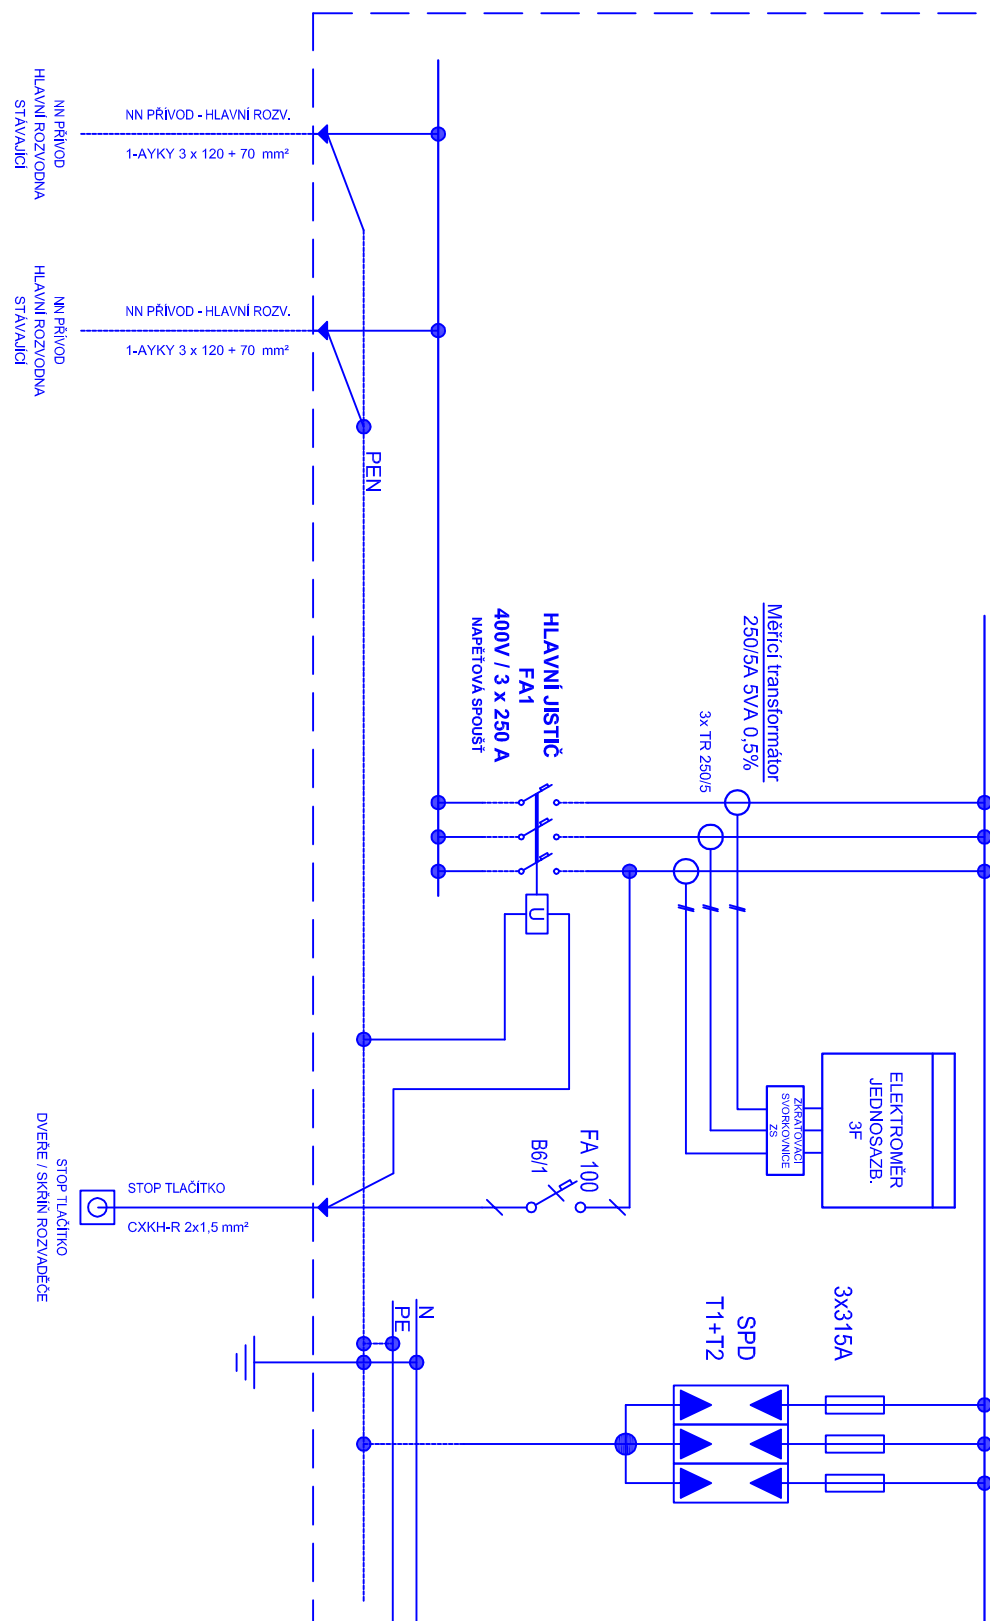 NN PŘÍVOD
HLAVNÍ ROZVODNA
STÁVAJÍCÍ
NN PŘÍVOD - HLAVNÍ ROZV.
1-AYKY 3 x 120 + 70 mm²
NN PŘÍVOD
HLAVNÍ ROZVODNA
STÁVAJÍCÍ
NN PŘÍVOD - HLAVNÍ ROZV.
1-AYKY 3 x 120 + 70 mm²
PEN
HLAVNÍ JISTIČ
FA1
400V / 3 x 250 A
NAPĚŤOVÁ SPOUŠŤ
Měřící transformátor
250/5A 5VA 0,5%
3x TR 250/5
U
ELEKTROMĚR
JEDNOSAZB.
3F
ZKRATOVACÍ
SVORKOVNICE
ZS
FA 100
B6/1
STOP TLAČÍTKO
DVEŘE / SKŘÍŇ ROZVADĚČE
STOP TLAČÍTKO
CXKH-R 2x1,5 mm²
N
PE
3x315A
SPD
T1+T2